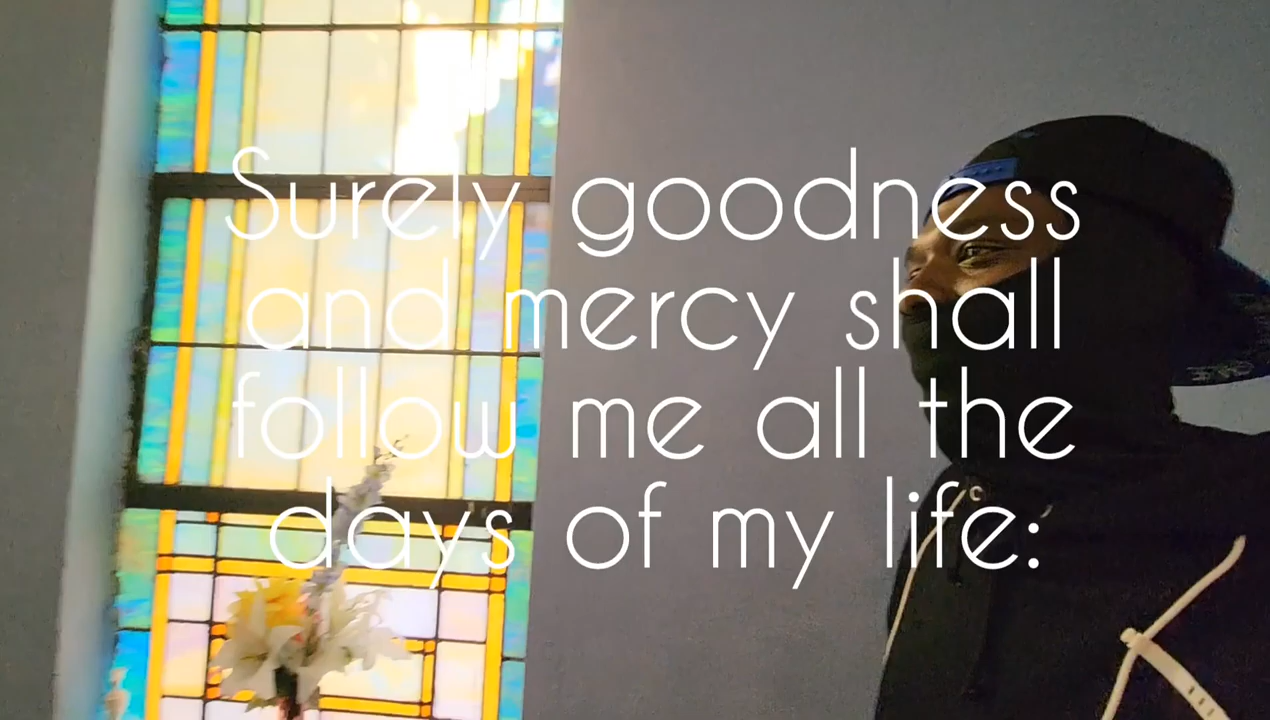 Surely goodness
and mercy shall
follow me all the
days of my life: